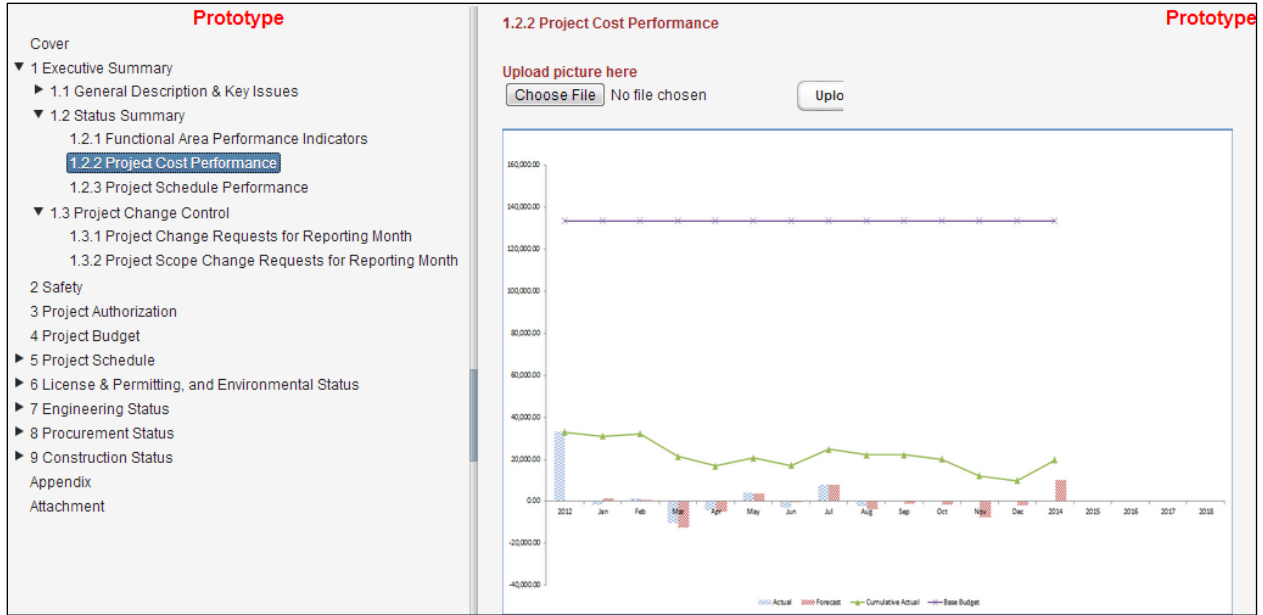 Prototype
Cover
1 Executive Summary
1.1 General Description & Key Issues
1.2 Status Summary
1.2.1 Functional Area Performance Indicators
1.2.2 Project Cost Performance
1.2.3 Project Schedule Performance
1.3 Project Change Control
1.3.1 Project Change Requests for Reporting Month
1.3.2 Project Scope Change Requests for Reporting Month
2 Safety
3 Project Authorization
4 Project Budget
5 Project Schedule
6 License & Permitting, and Environmental Status
7 Engineering Status
8 Procurement Status
9 Construction Status
Appendix
Attachment
1.2.2 Project Cost Performance
Prototype
Upload picture here
Choose File No file chosen Uplo
160,000.00
140,000.00
120,000.00
100,000.00
80,000.00
60,000.00
40,000.00
20,000.00
0.00
2012 Jan Feb Mar Apr May Jun Jul Aug Sep Oct Nov Dec 2014 2015 2016 2017 2018
-20,000.00
-40,000.00
Actual Forecast Cumulative Actual Base Budget